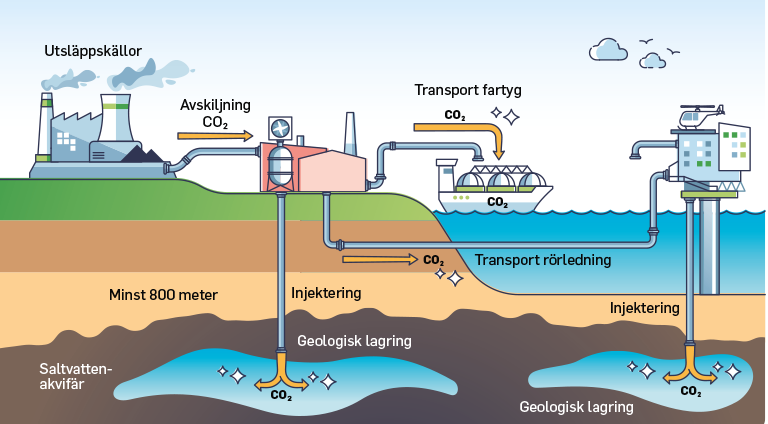 Utsläppskällor
Avskiljning
CO₂
Transport fartyg
CO₂
CO₂
CO₂
Transport rörledning
Minst 800 meter
Injektering
Injektering
Geologisk lagring
Saltvatten-
akvifär
CO₂
CO₂
Geologisk lagring